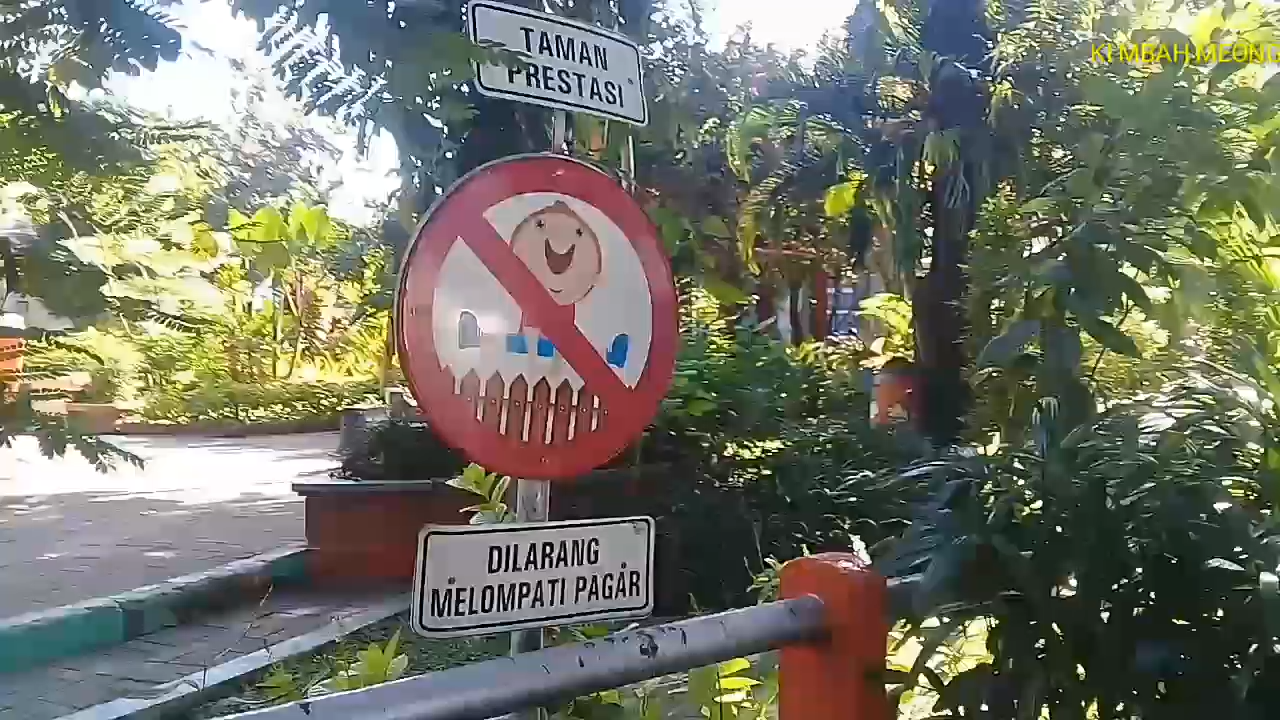 TAMAN
PRESTASI
KI MBAH MEONG
DILARANG
MELOMPATI PAGAR